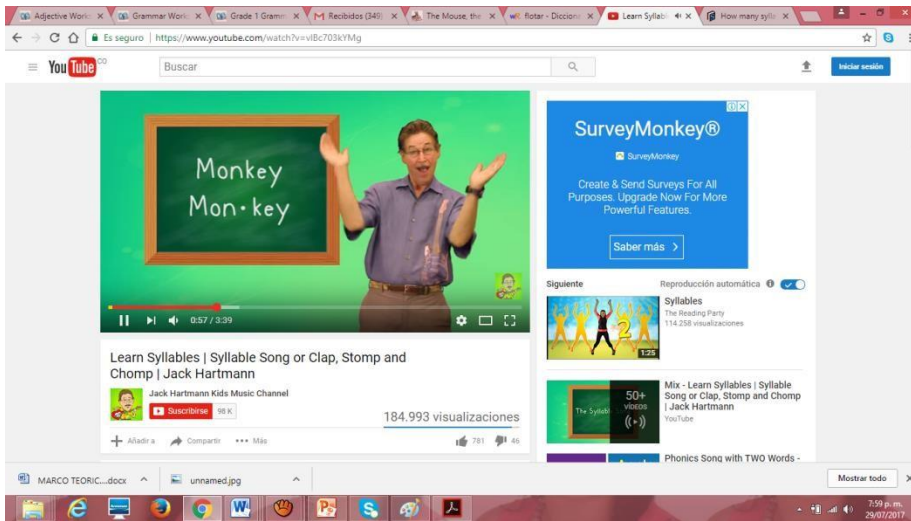 Adjective Works
Grammar Works
Grade 1 Gramm
Recibidos (349)
The Mouse, the
flotar - Diccion
Learn Syllabl
How many sylla
Es seguro
https://www.youtube.com/watch?v=vIBc703kYMg
YouTube CO
Buscar
Iniciar sesión
Monkey
Mon·key
0:57 / 3:39
SurveyMonkey®
SurveyMonkey
Create & Send Surveys For All
Purposes. Upgrade Now For More
Powerful Features.
Saber más
Siguiente
Reproducción automática
Syllables
The Reading Party
114.258 visualizaciones
2
1:25
Learn Syllables | Syllable Song or Clap, Stomp and
Chomp | Jack Hartmann
Jack Hartmann Kids Music Channel
Suscribirse 98 K
184.993 visualizaciones
Añadir a
Compartir
Más
781
46
The Syllabl
50+
VÍDEOS
Mix - Learn Syllables | Syllable
Song or Clap, Stomp and Chomp
| Jack Hartmann
YouTube
Phonics Song with TWO Words -
MARCO TEORIC....docx
unnamed.jpg
Mostrar todo
7:59 p. m.
29/07/2017